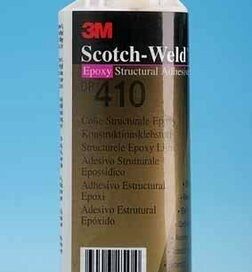 3M
Scotch-Weld
Epoxy Structural Adhesive
DP
410
Colle Structurale Epoxy
Konstruktionsklebstoff
Structurele Epoxy Lijm
Adesivo Strutturale
Epossidico
Adhesivo Estructural
Epoxi
Adesivo Estrutural
Epóxido